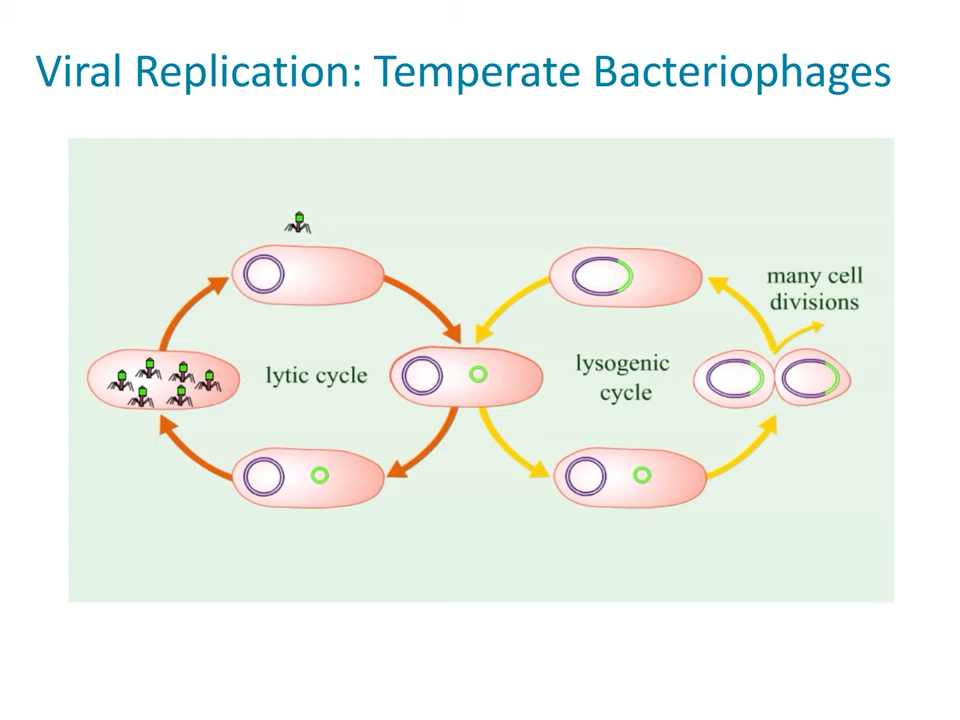 Viral Replication: Temperate Bacteriophages
many cell
divisions
lytic cycle
lysogenic
cycle